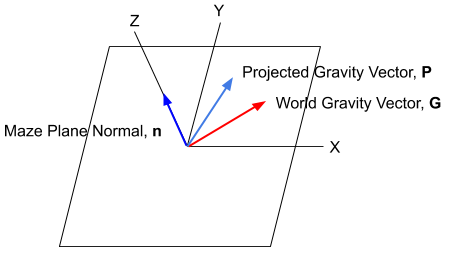 Z
Y
Projected Gravity Vector, P
World Gravity Vector, G
Maze Plane Normal, n
X